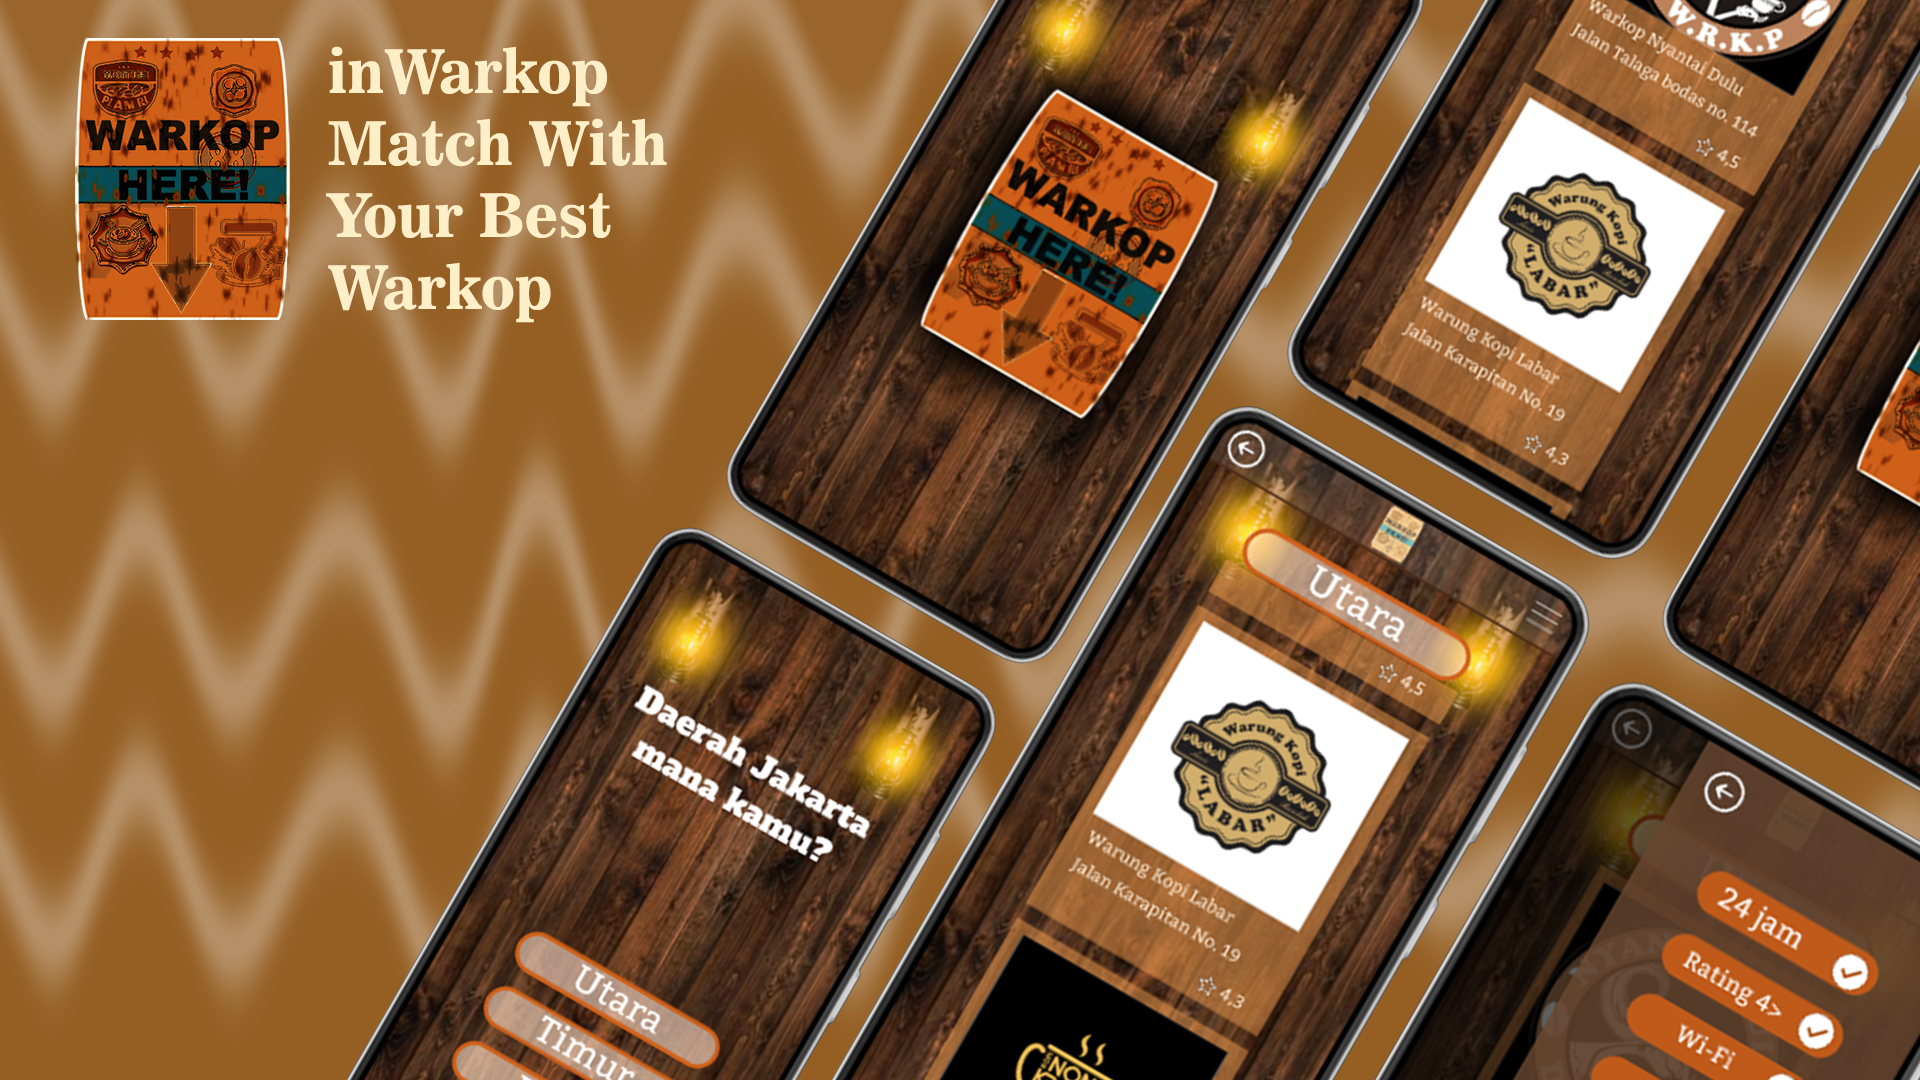 WARKOP
HERE!
inWarkop
Match With
Your Best
Warkop
WARKOP
HERE!
W.R.K.P
Warkop Nyantai Dulu
Jalan Talaga bodas no. 114
4,5
Warung Kopi
"LABAR"
Warung Kopi Labar
Jalan Karapitan No. 19
4,3
Daerah Jakarta
mana kamu?
Utara
Timur
Utara
4,5
Warung Kopi
"LABAR"
Warung Kopi Labar
Jalan Karapitan No. 19
4,3
24 jam
Rating 4>
Wi-Fi